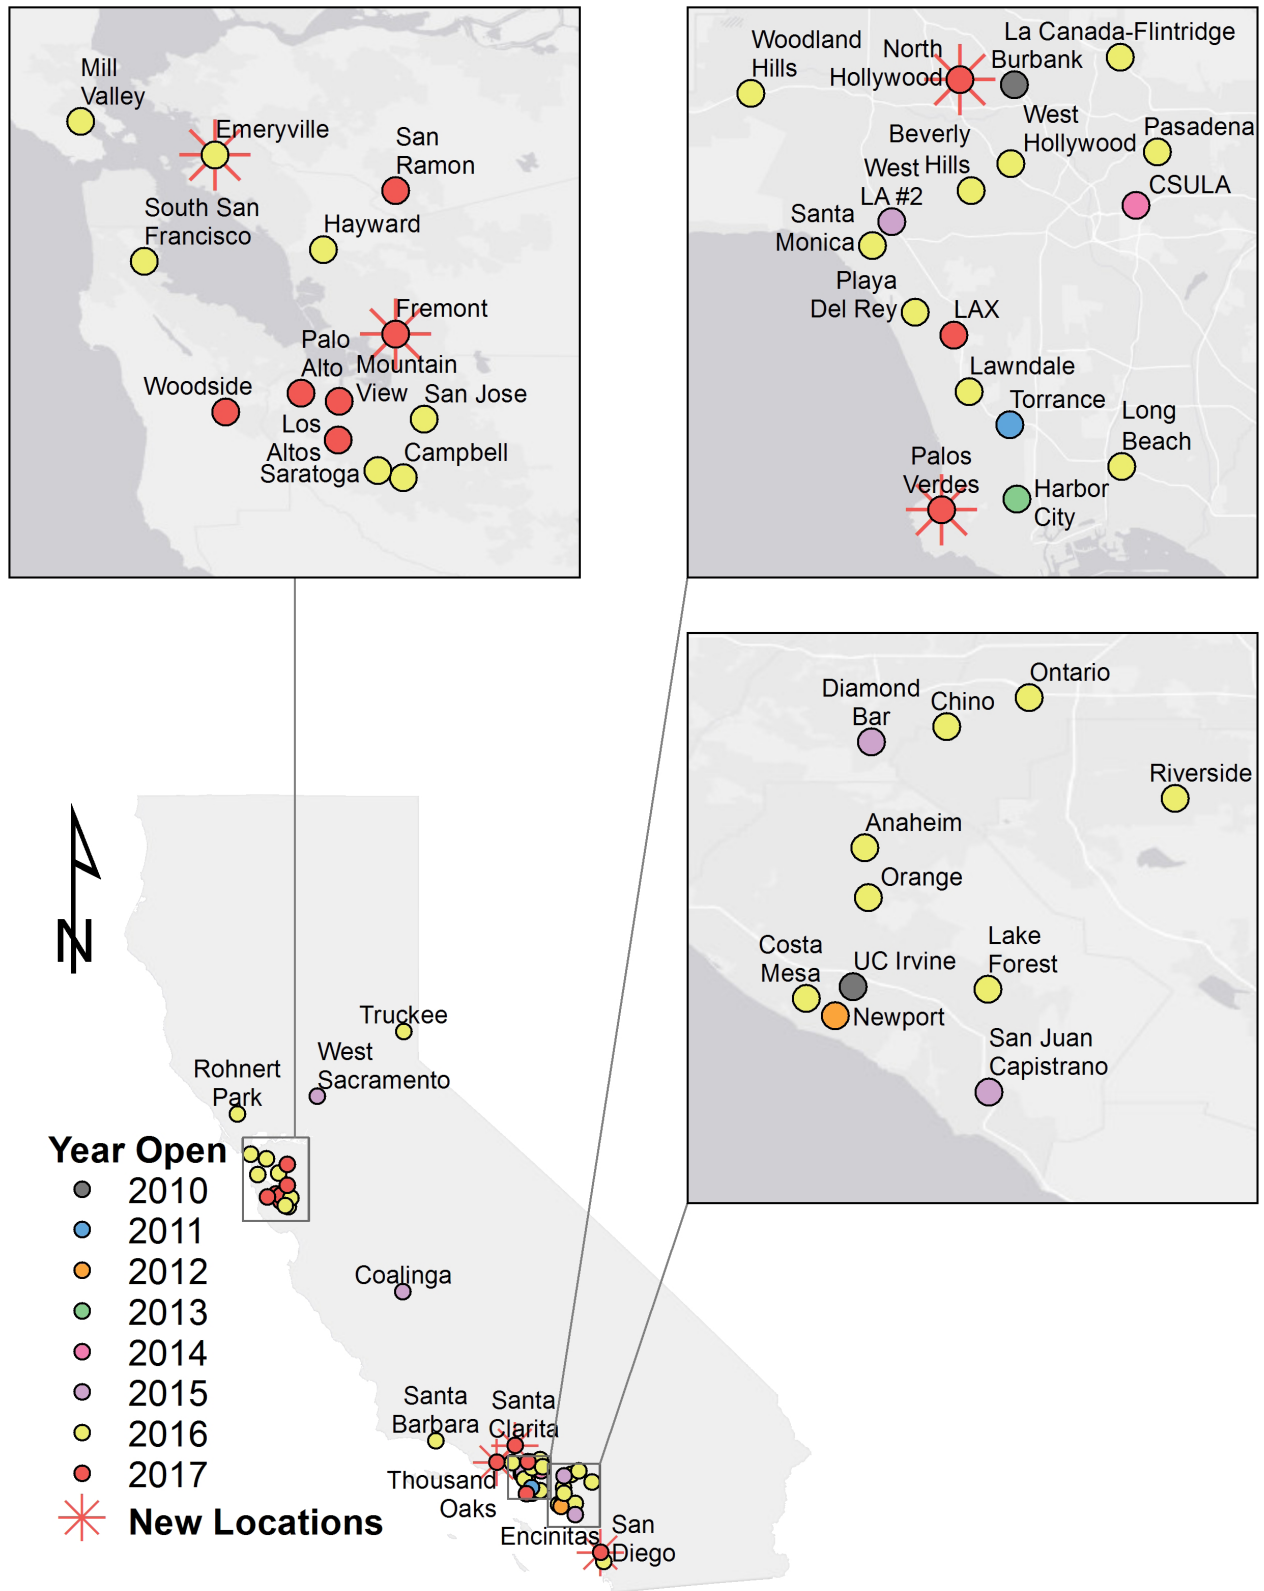 Mill
Valley
Emeryville
San
Ramon
South San
Francisco
Hayward
Fremont
Palo
Alto
Mountain
View
Woodside
San Jose
Los
Altos
Campbell
Saratoga
Woodland
Hills
North
Hollywood
La Canada-Flintridge
Burbank
West
Hollywood
Pasadena
Beverly
Hills
West
LA #2
CSULA
Santa
Monica
Playa
Del Rey
LAX
Lawndale
Torrance
Long
Beach
Palos
Verdes
Harbor
City
Ontario
Diamond
Bar
Chino
Riverside
Anaheim
Orange
Costa
Mesa
UC Irvine
Lake
Forest
Newport
San Juan
Capistrano
N
Truckee
West
Sacramento
Rohnert
Park
Coalinga
Santa
Barbara
Santa
Clarita
Thousand
Oaks
Encinitas
San
Diego
Year Open
2010
2011
2012
2013
2014
2015
2016
2017
New Locations